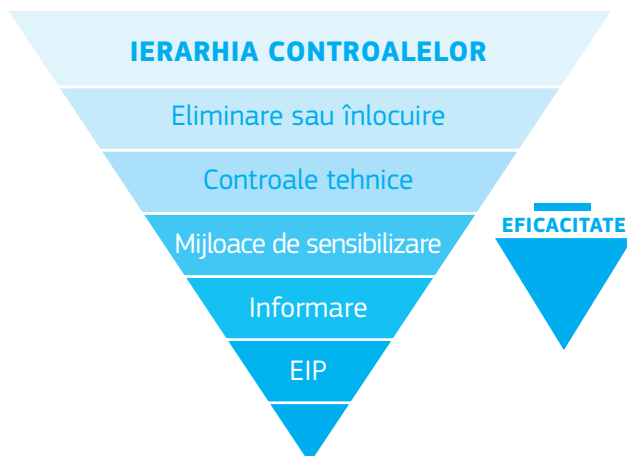 IERARHIA CONTROALELOR
Eliminare sau înlocuire
Controale tehnice
Mijloace de sensibilizare
Informare
EIP
EFICACITATE